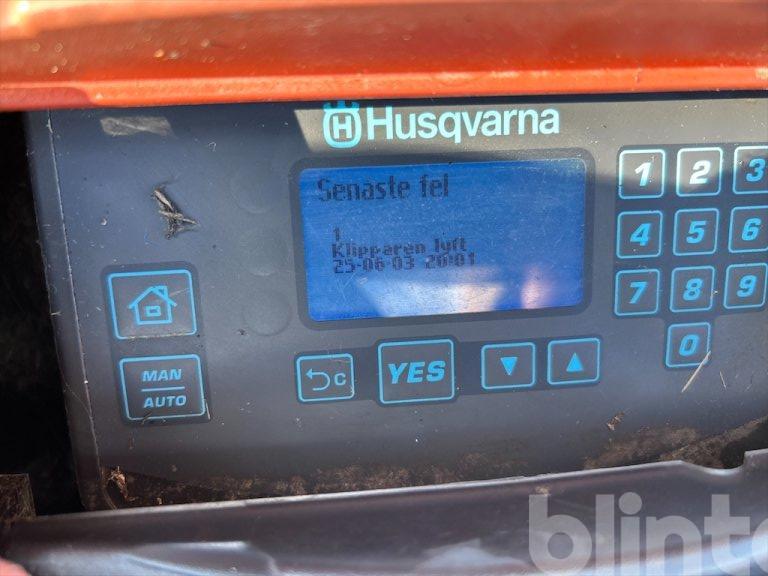 Husqvarna
Senaste fel
1
Klipparen lyft
25-06-03 20:01
1 2 3
4 5 6
7 8 9
0
MAN
AUTO
C
YES
blinto